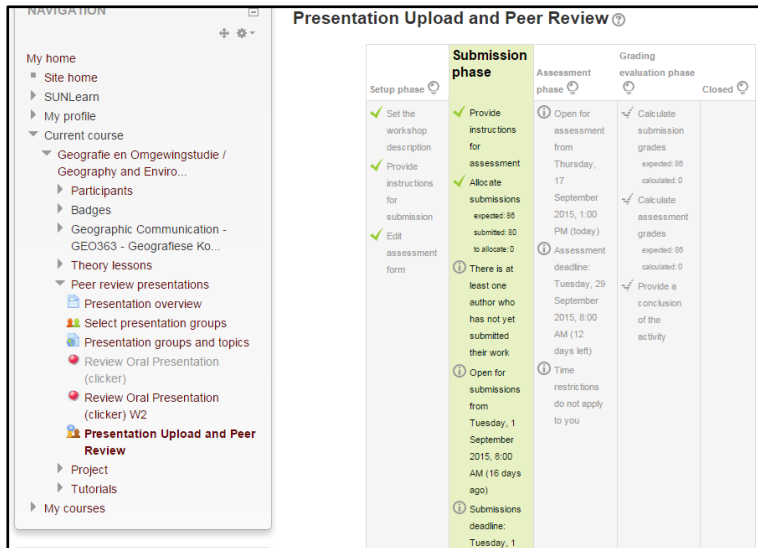 NAVIGATION
My home
Site home
SUNLearn
My profile
Current course
Geografie en Omgewingstudie /
Geography and Enviro...
Participants
Badges
Geographic Communication -
GEO363 - Geografiese Ko...
Theory lessons
Peer review presentations
Presentation overview
Select presentation groups
Presentation groups and topics
Review Oral Presentation
(clicker)
Review Oral Presentation
(clicker) W2
Presentation Upload and Peer
Review
Project
Tutorials
My courses
Presentation Upload and Peer Review
Setup phase
Set the
workshop
description
Provide
instructions
for
submission
Edit
assessment
form
Submission
phase
Provide
instructions
for
assessment
Allocate
submissions
expected: 86
submitted: 80
to allocate: 0
There is at
least one
author who
has not yet
submitted
their work
Open for
submissions
from
Tuesday, 1
September
2015, 8:00
AM (16 days
ago)
Submissions
deadline:
Tuesday, 1
Assessment
phase
Open for
assessment
from
Thursday,
17
September
2015, 1:00
PM (today)
Assessment
deadline:
Tuesday, 29
September
2015, 8:00
AM (12
days left)
Time
restrictions
do not apply
to you
Grading
evaluation phase
Calculate
submission
grades
expected: 86
calculated: 0
Calculate
assessment
grades
expected: 86
calculated: 0
Provide a
conclusion
of the
activity
Closed